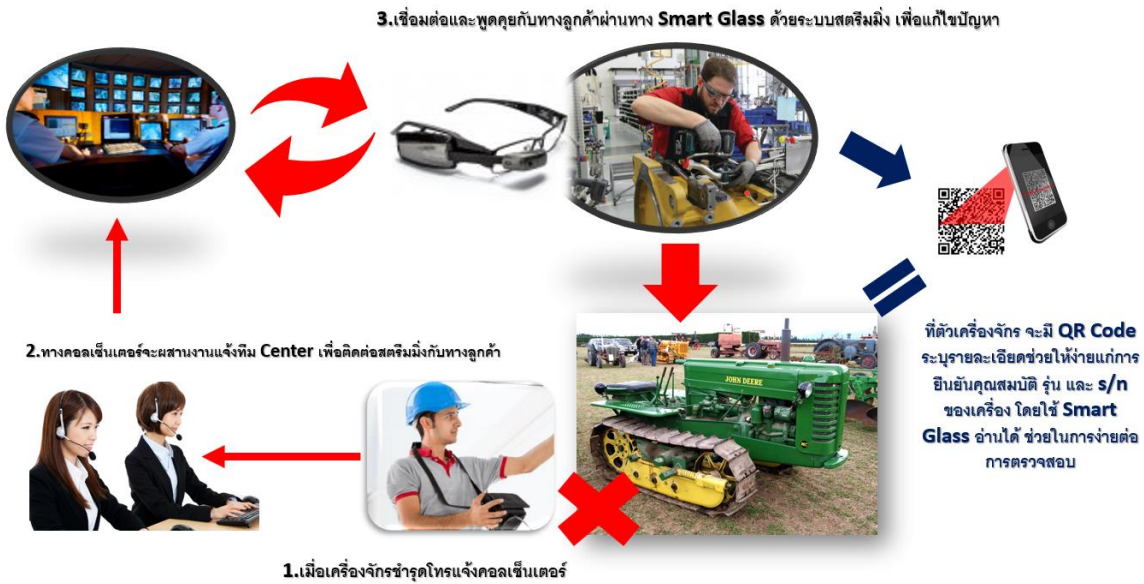 3.เชื่อมต่อและพูดคุยกับทางลูกค้าผ่านทาง Smart Glass ด้วยระบบสตรีมมิ่ง เพื่อแก้ไขปัญหา
2.ทางคอลเซ็นเตอร์จะผสานงานแจ้งทีม Center เพื่อติดต่อสตรีมมิ่งกับทางลูกค้า
ที่ตัวเครื่องจักร จะมี QR Code
ระบุรายละเอียดช่วยให้ง่ายแก่การ
ยืนยันคุณสมบัติ รุ่น และ s/n
ของเครื่อง โดยใช้ Smart
Glass อ่านได้ ช่วยในการง่ายต่อ
การตรวจสอบ
JOHN DEERE
1.เมื่อเครื่องจักรชำรุดโทรแจ้งคอลเซ็นเตอร์